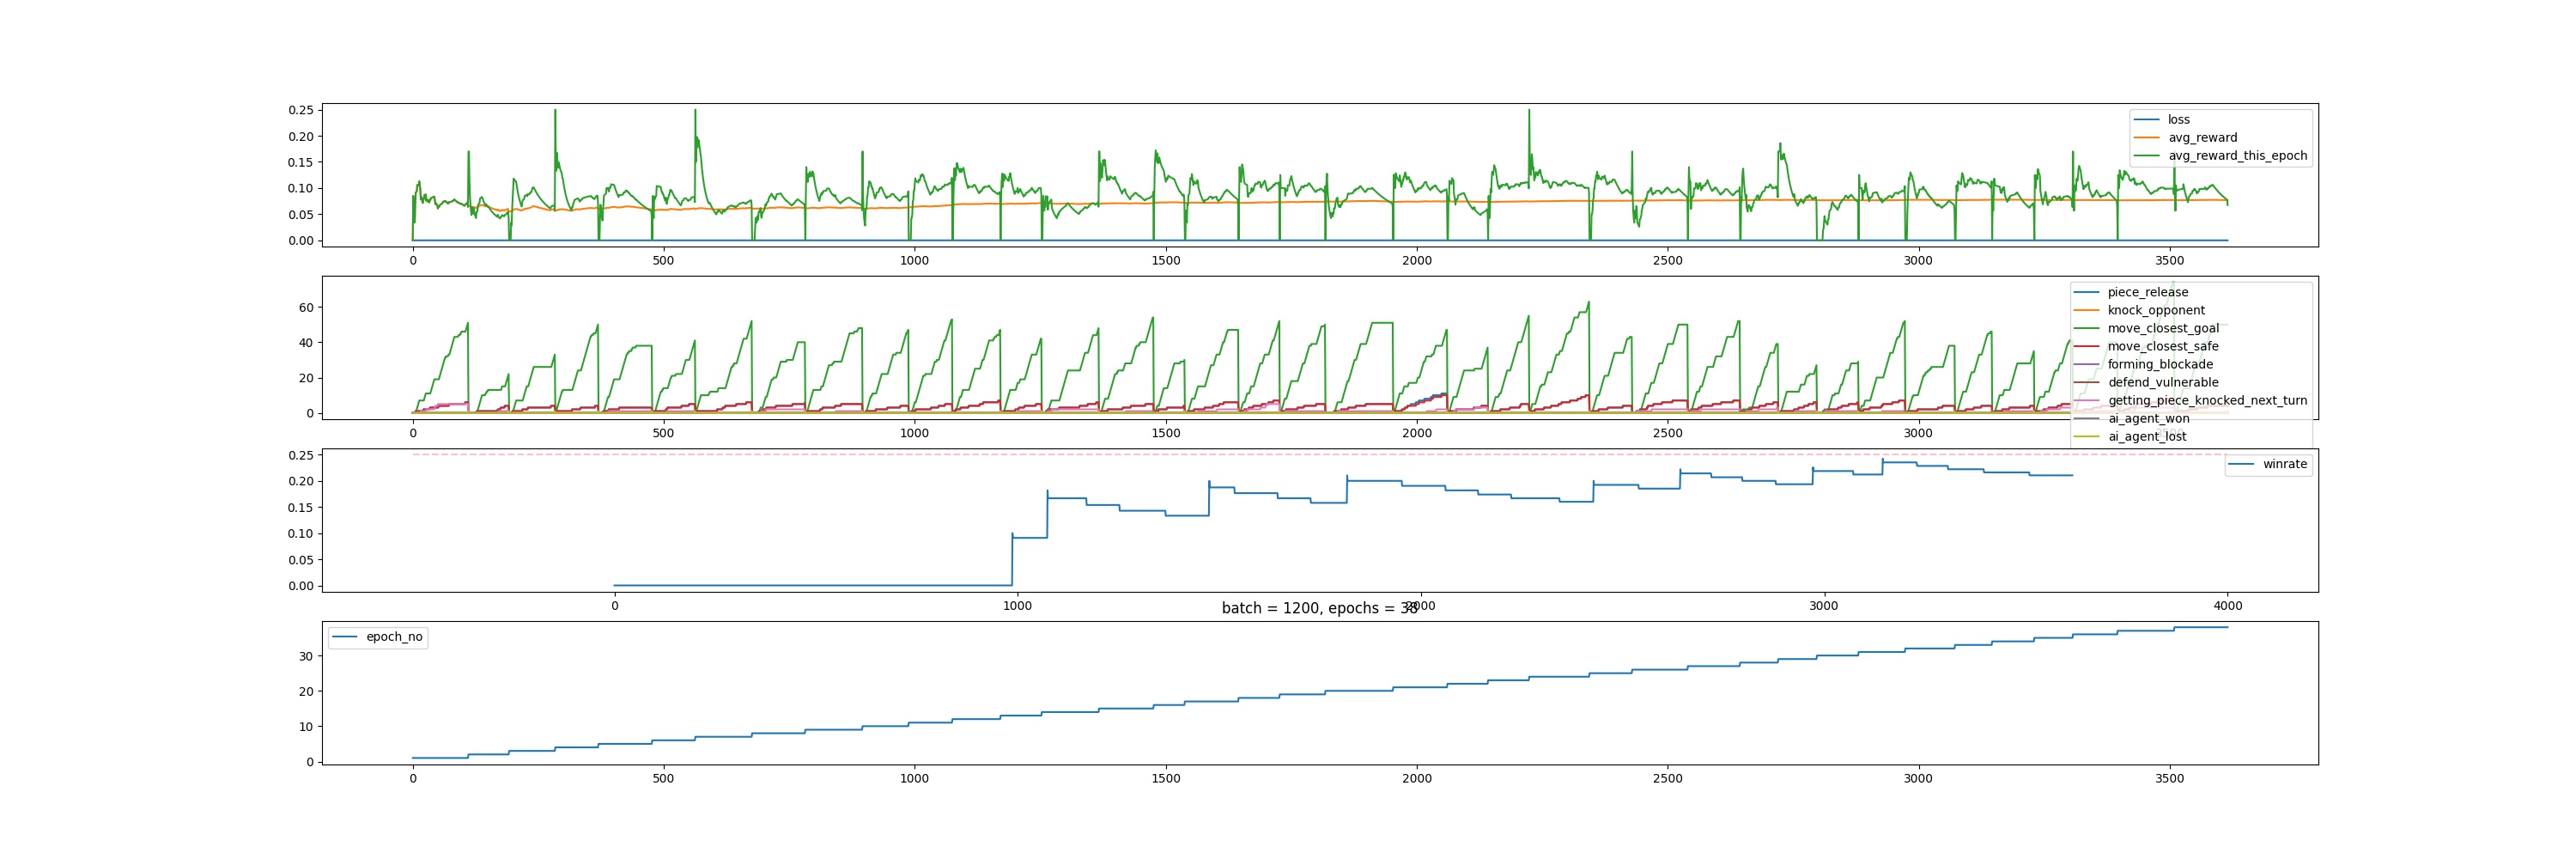 0.25
0.20
0.15
0.10
0.05
0.00
loss
avg_reward
avg_reward_this_epoch
0 500 1000 1500 2000 2500 3000 3500
60
40
20
0
piece_release
knock_opponent
move_closest_goal
move_closest_safe
forming_blockade
defend_vulnerable
getting_piece_knocked_next_turn
ai_agent_won
ai_agent_lost
0 500 1000 1500 2000 2500 3000 3500
0.25
0.20
0.15
0.10
0.05
0.00
winrate
0 1000 2000 3000 4000
batch = 1200, epochs = 38
epoch_no
30
20
10
0
0 500 1000 1500 2000 2500 3000 3500